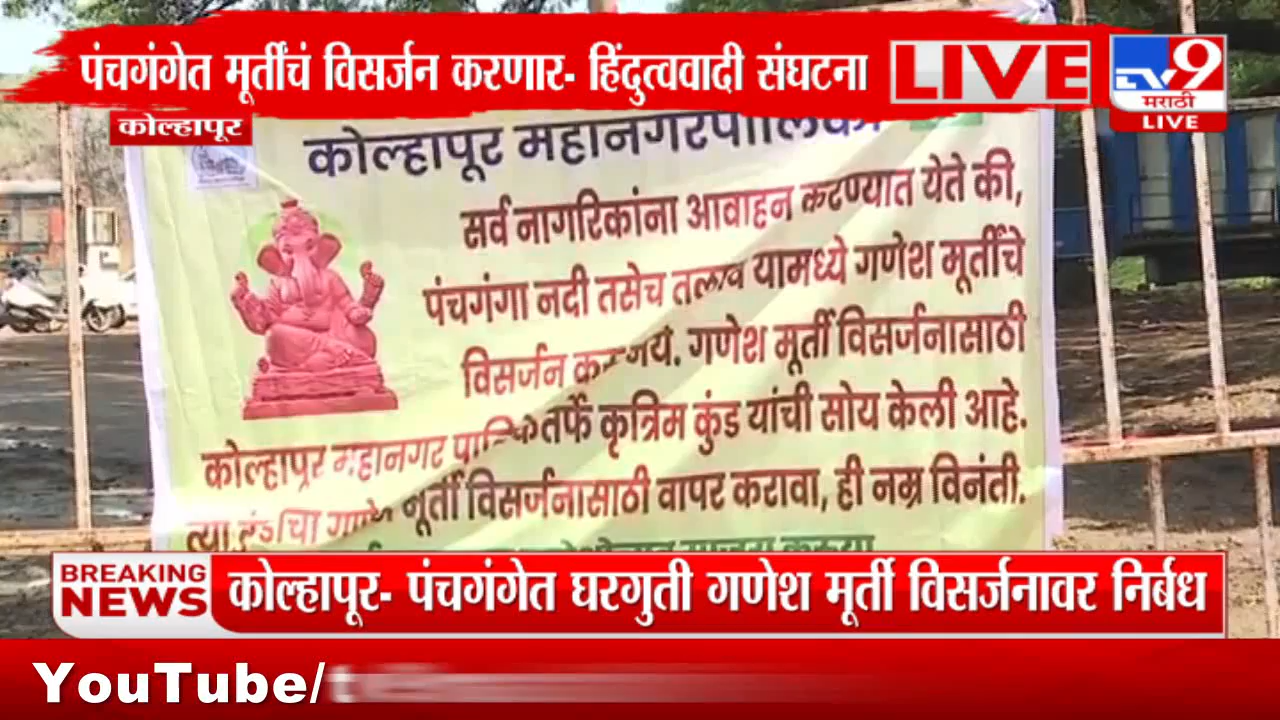 पंचगंगेत मूर्तींचं विसर्जन करणार- हिंदुत्ववादी संघटना
LIVE
TV9
मराठी
LIVE
कोल्हापूर
कोल्हापूर महानगरपालिका
सर्व नागरिकांना आवाहन करण्यात येते की,
पंचगंगा नदी तसेच तलाव यामध्ये गणेश मूर्तींचे
विसर्जन करू नये. गणेश मूर्ती विसर्जनासाठी
कोल्हापूर महानगर पालिकेतर्फे कृत्रिम कुंड यांची सोय केली आहे.
त्या कुंडाचा गणेश मूर्ती विसर्जनासाठी वापर करावा, ही नम्र विनंती.
BREAKING
NEWS
कोल्हापूर- पंचगंगेत घरगुती गणेश मूर्ती विसर्जनावर निर्बंध
YouTube/t